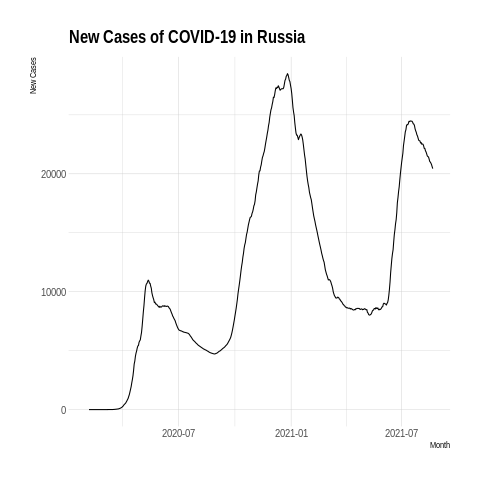 New Cases of COVID-19 in Russia
New Cases
20000
10000
0
2020-07 2021-01 2021-07
Month